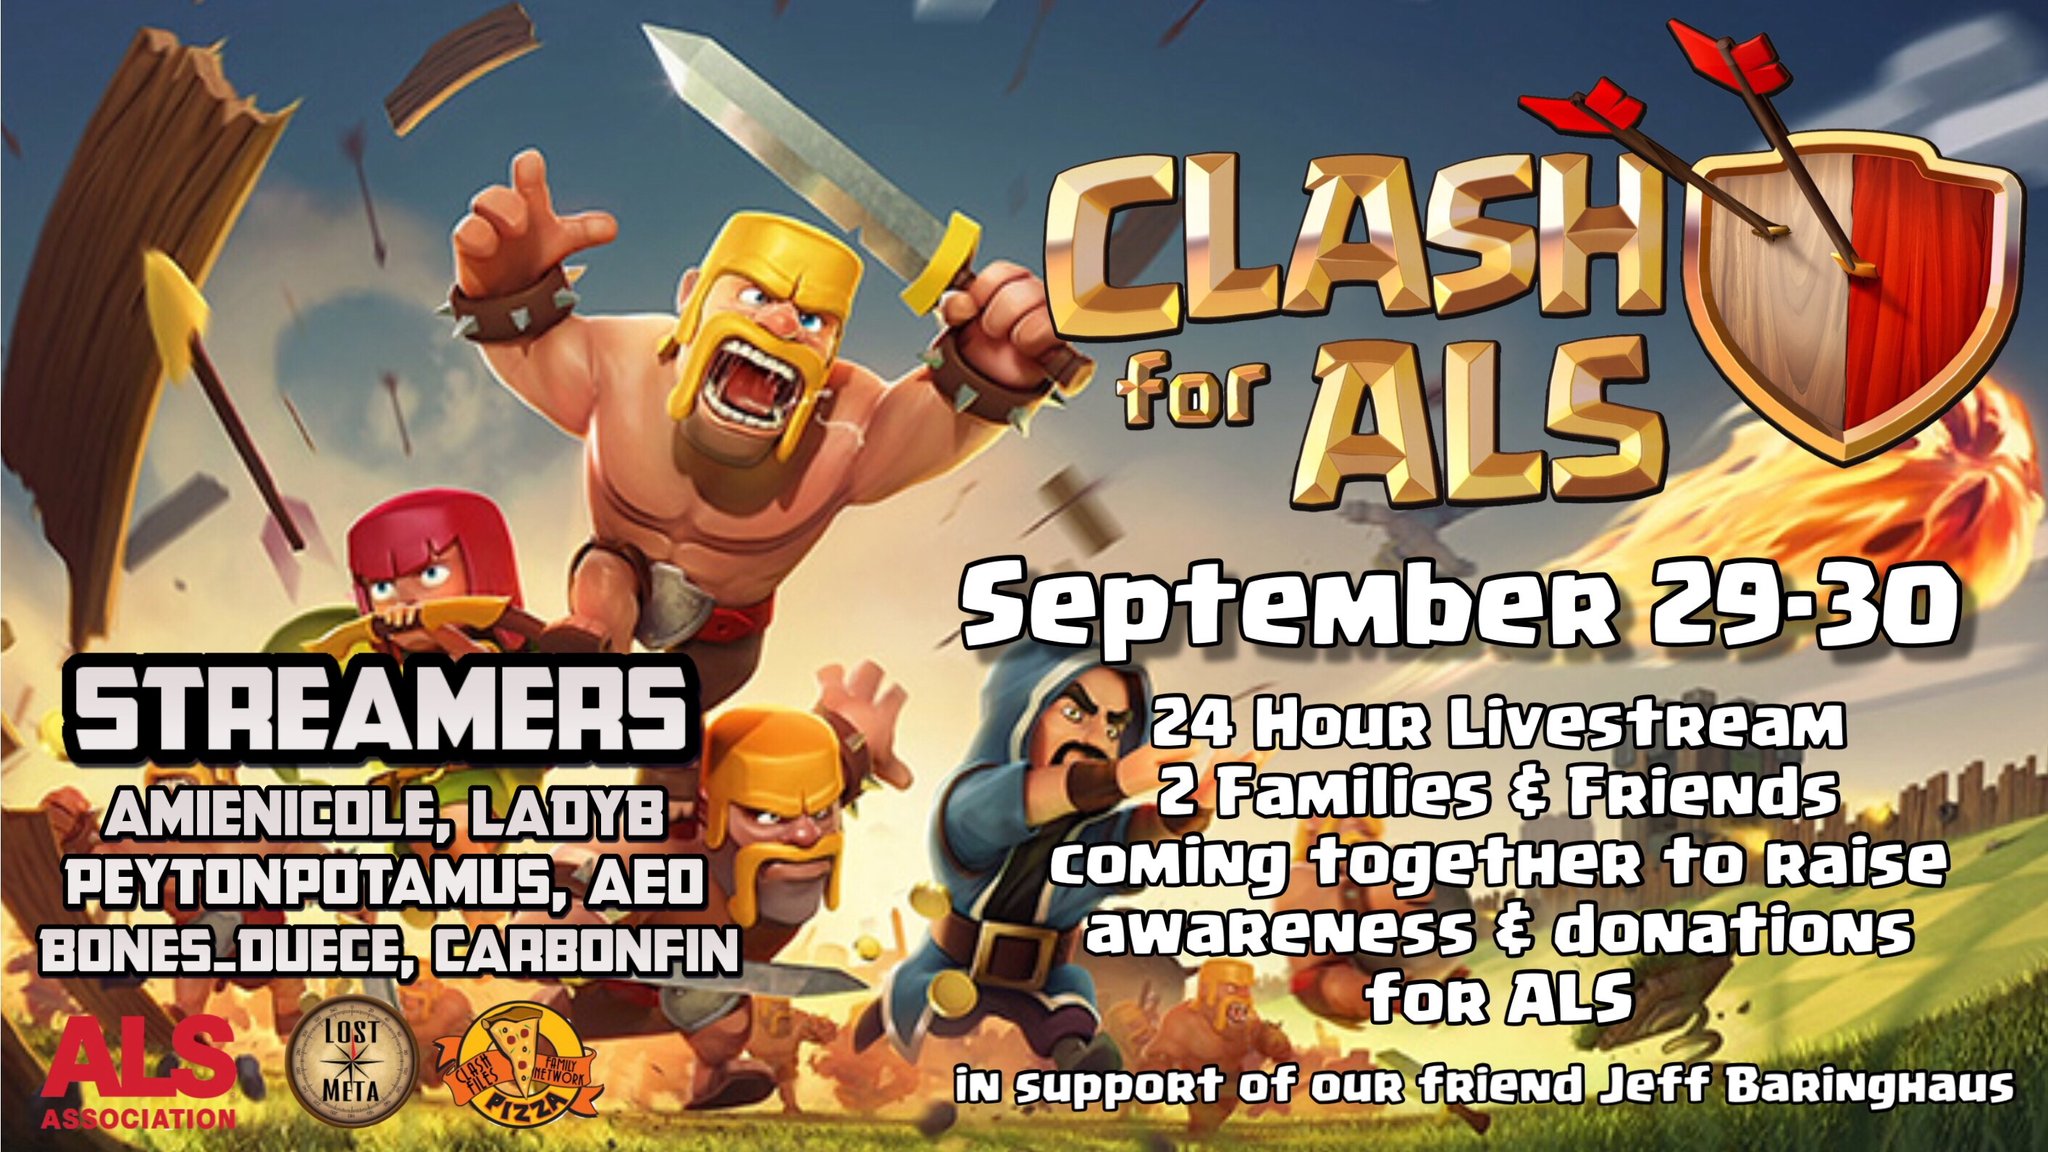 CLASH
for ALS
September 29-30
24 Hour Livestream
2 Families & Friends
coming together to raise
awareness & donations
for ALS
in support of our friend Jeff Baringhaus
STREAMERS
AMIENICOLE, LADYB
PEYTONPOTAMUS, AEO
BONES_DUECE, CARBONFIN
ALS
ASSOCIATION
LOST
META
CLASH FILES
FAMILY NETWORK
PIZZA